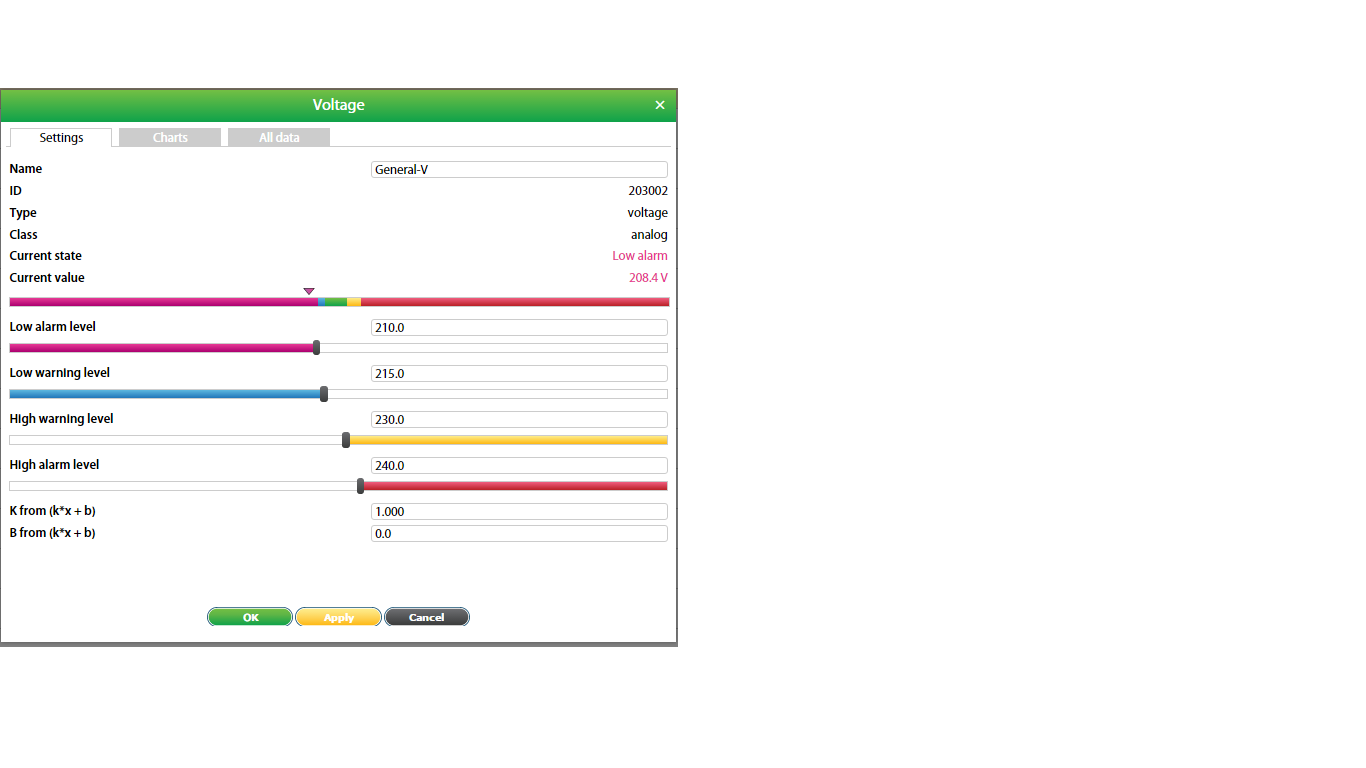 Voltage ×
Settings Charts All data
Name General-V
ID 203002
Type voltage
Class analog
Current state Low alarm
Current value 208.4 V
Low alarm level 210.0
Low warning level 215.0
High warning level 230.0
High alarm level 240.0
K from (k*x + b) 1.000
B from (k*x + b) 0.0
OK Apply Cancel